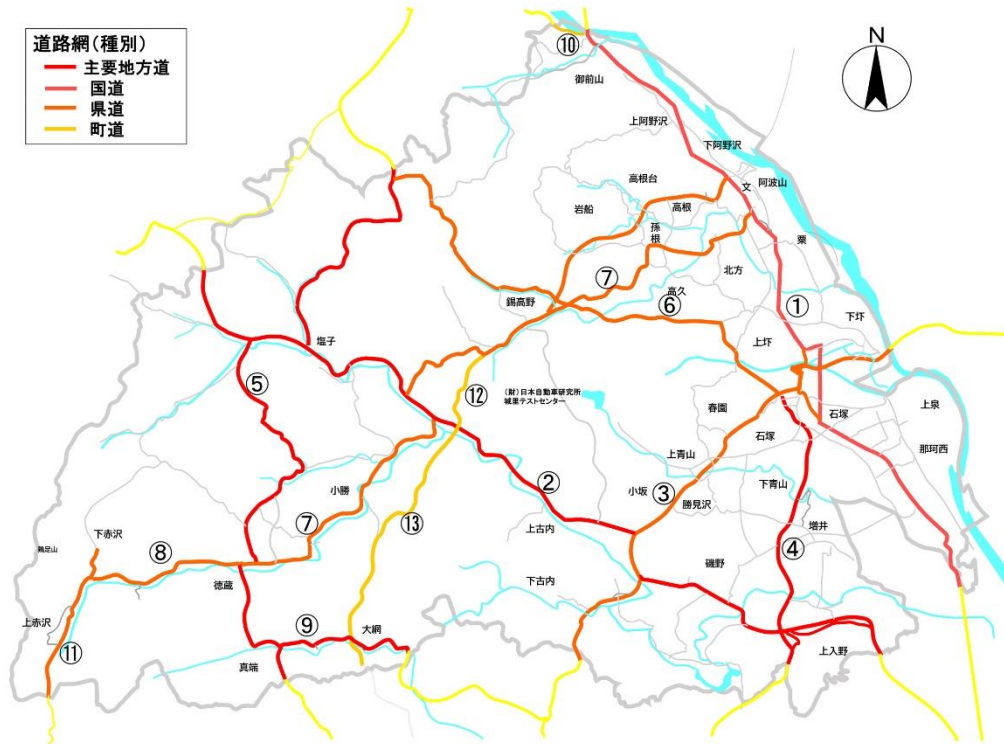 道路網(種別)
主要地方道
国道
県道
町道
N
⑩
御前山
上阿野沢
下阿野沢
高根台
文
阿波山
岩船
高根
孫根
粟
北方
⑦
高久
⑥
①
錫高野
下圷
上圷
塩子
⑤
⑫
(財)日本自動車研究所
城里テストセンター
春園
石塚
上泉
石塚
那珂西
上青山
②
小坂
③
下青山
小勝
勝見沢
⑬
上古内
増井
⑦
④
下赤沢
鶏足山
⑧
磯野
徳蔵
下古内
上赤沢
⑨
大網
⑪
真端
上入野